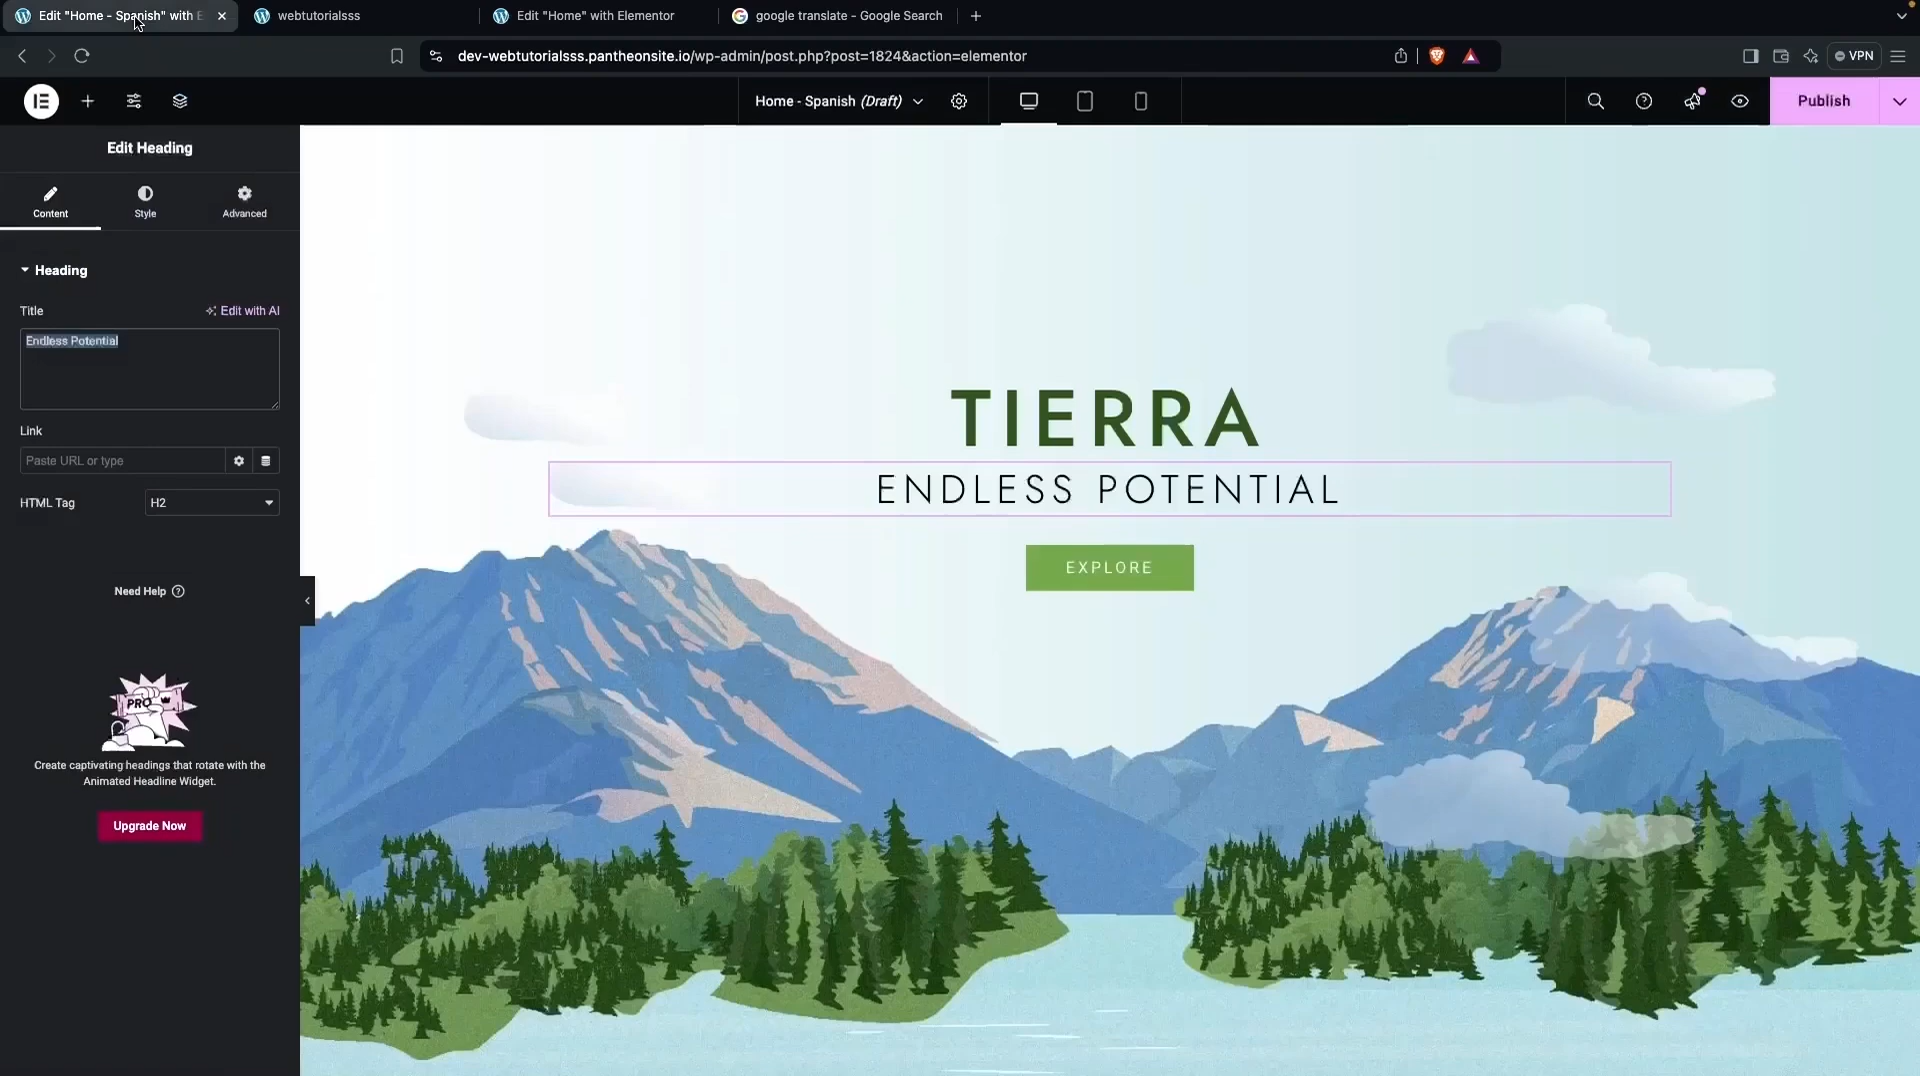 Edit "Home - Spanish" with E
webtutorialsss
Edit "Home" with Elementor
google translate - Google Search
dev-webtutorialsss.pantheonsite.io/wp-admin/post.php?post=1824&action=elementor
VPN
Home - Spanish (Draft)
Publish
Edit Heading
Content
Style
Advanced
Heading
Title
Edit with AI
Endless Potential
Link
Paste URL or type
HTML Tag
H2
Need Help
PRO
Create captivating headings that rotate with the
Animated Headline Widget.
Upgrade Now
TIERRA
ENDLESS POTENTIAL
EXPLORE